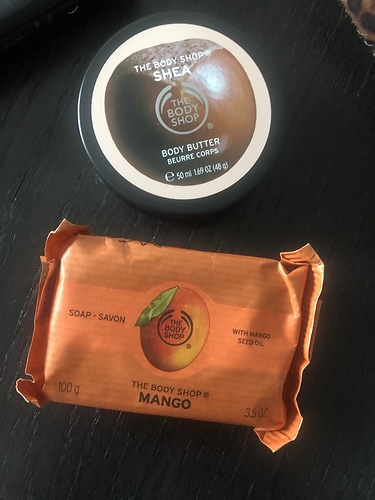 THE BODY SHOP®
SHEA
THE
BODY
SHOP
®
BODY BUTTER
BEURRE CORPS
℮ 50 ml 1.69 OZ (48 g)
SOAP - SAVON
THE
BODY
SHOP
®
WITH MANGO
SEED OIL
100 g
THE BODY SHOP®
MANGO
3.5 OZ